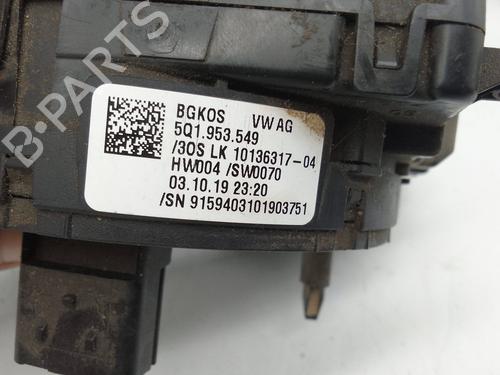 B-PARTS
BGKOS VW AG
5Q1.953.549
/3OS LK 10136317-04
HW004 /SW0070
03.10.19 23:20
/SN 9159403101903751